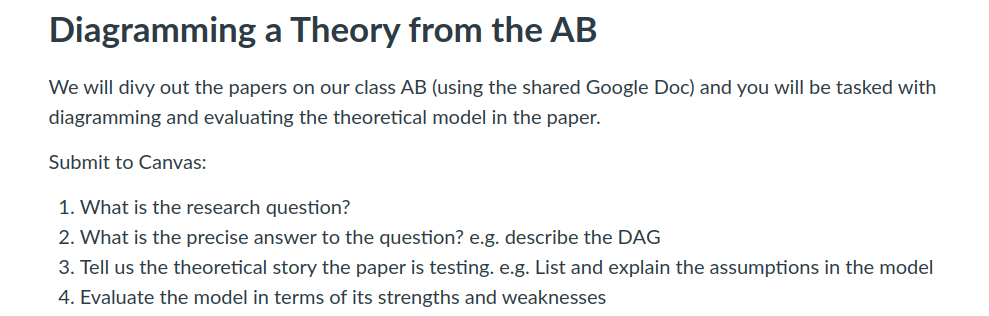 Diagramming a Theory from the AB
We will divy out the papers on our class AB (using the shared Google Doc) and you will be tasked with
diagramming and evaluating the theoretical model in the paper.
Submit to Canvas:
1. What is the research question?
2. What is the precise answer to the question? e.g. describe the DAG
3. Tell us the theoretical story the paper is testing. e.g. List and explain the assumptions in the model
4. Evaluate the model in terms of its strengths and weaknesses